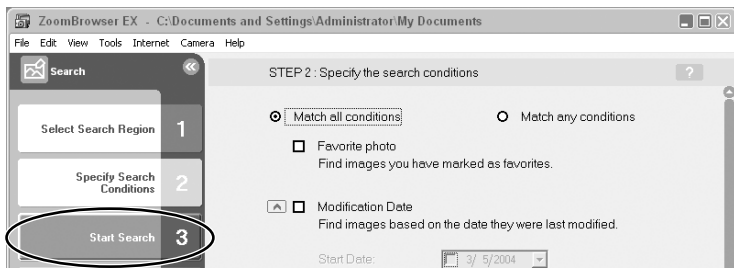 ZoomBrowser EX - C:\Documents and Settings\Administrator\My Documents
File Edit View Tools Internet Camera Help
Search
STEP 2 : Specify the search conditions
?
Match all conditions
Match any conditions
Select Search Region 1
Favorite photo
Find images you have marked as favorites.
Specify Search
Conditions
2
Modification Date
Find images based on the date they were last modified.
Start Search 3
Start Date: 3/ 5/2004